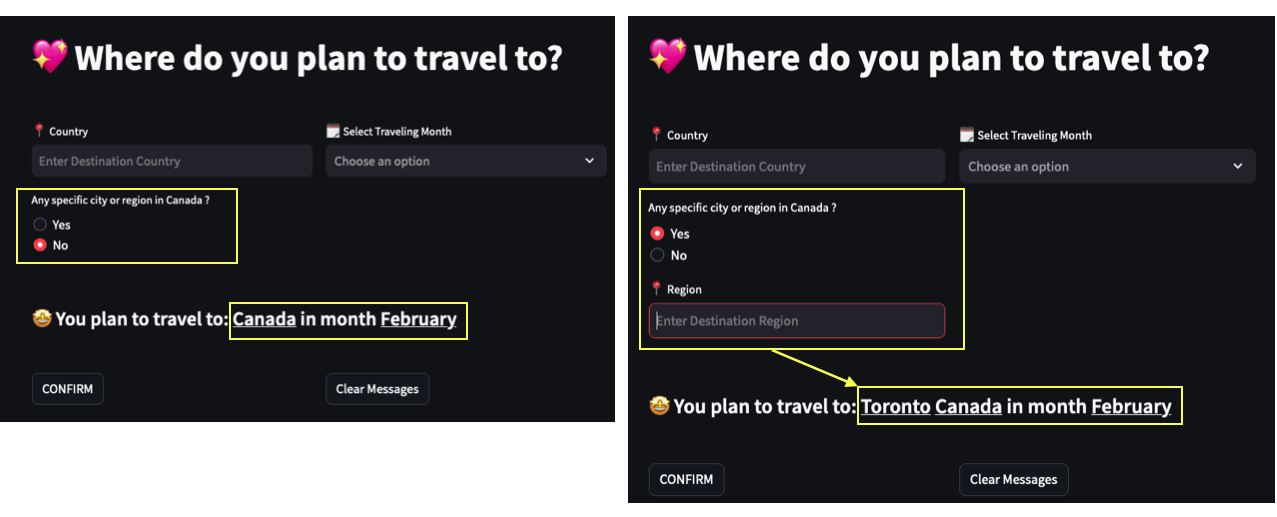 Where do you plan to travel to?
Country
Select Traveling Month
Enter Destination Country
Choose an option
Any specific city or region in Canada ?
Yes
No
You plan to travel to: Canada in month February
CONFIRM
Clear Messages
Where do you plan to travel to?
Country
Select Traveling Month
Enter Destination Country
Choose an option
Any specific city or region in Canada ?
Yes
No
Region
Enter Destination Region
You plan to travel to: Toronto Canada in month February
CONFIRM
Clear Messages